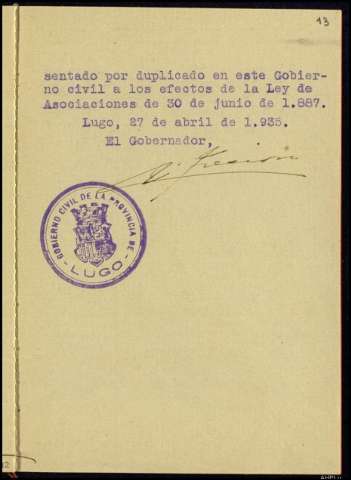 13
sentado por duplicado en este Gobier-
no civil a los efectos de la Ley de
Asociaciones de 30 de junio de 1.887.
Lugo, 27 de abril de 1.935.
El Gobernador,
GOBIERNO CIVIL DE LA PROVINCIA DE
- LUGO -
12